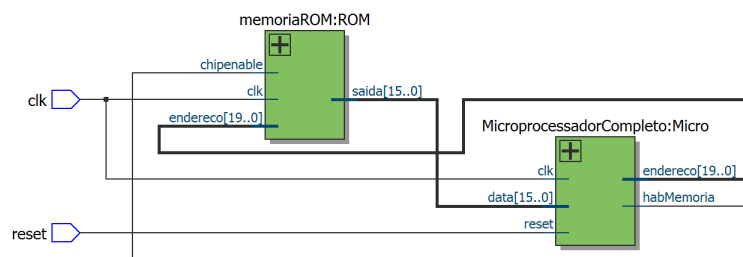 memoriaROM:ROM
chipenable
clk
saida[15..0]
clk
endereco[19..0]
MicroprocessadorCompleto:Micro
clk
endereco[19..0]
data[15..0]
habMemoria
reset
reset